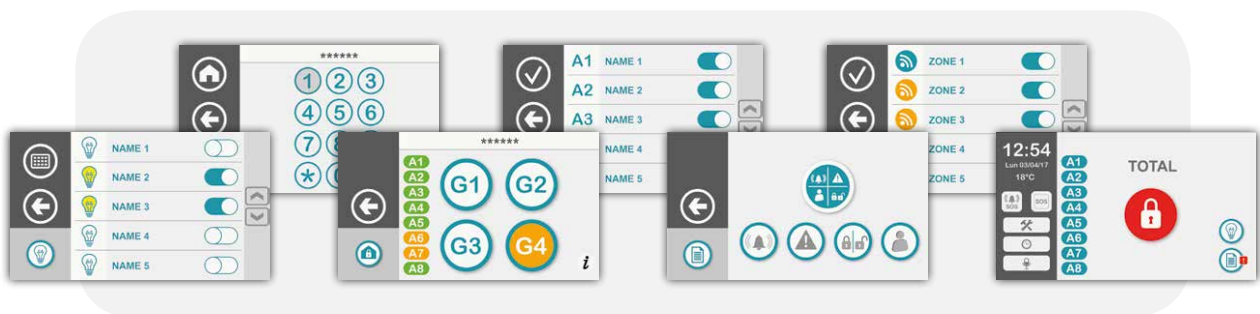 ******
1 2 3
4 5 6
7
*
A1 NAME 1
A2 NAME 2
A3 NAME 3
NAME 4
NAME 5
ZONE 1
ZONE 2
ZONE 3
ZONE 4
ZONE 5
NAME 1
NAME 2
NAME 3
NAME 4
NAME 5
******
A1
A2
A3
A4
A5
A6
A7
A8
G1 G2
G3 G4
i
12:54
Lun 03/04/17
18°C
SOS SOS
A1
A2
A3
A4
A5
A6
A7
A8
TOTAL